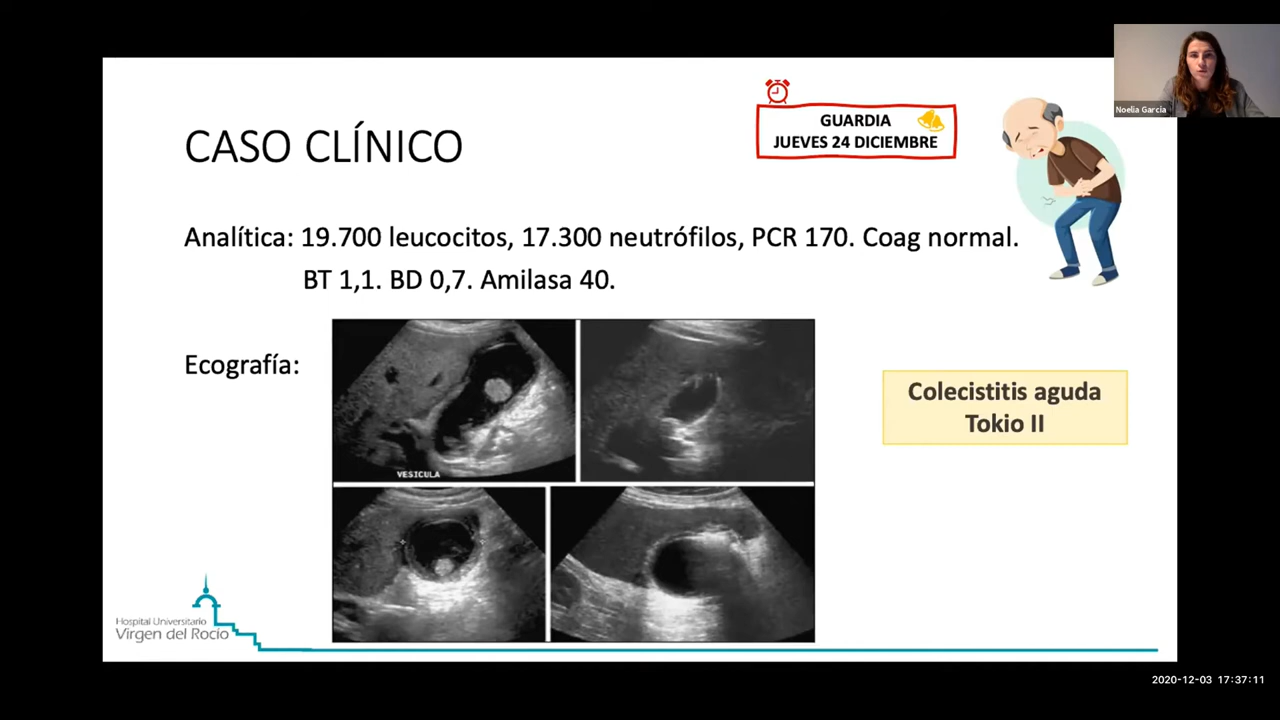 Noelia Garcia
GUARDIA
JUEVES 24 DICIEMBRE
CASO CLÍNICO
Analítica: 19.700 leucocitos, 17.300 neutrófilos, PCR 170. Coag normal.
BT 1,1. BD 0,7. Amilasa 40.
Ecografía:
VESICULA
Colecistitis aguda
Tokio II
Hospital Universitario
Virgen del Rocío
2020-12-03 17:37:11